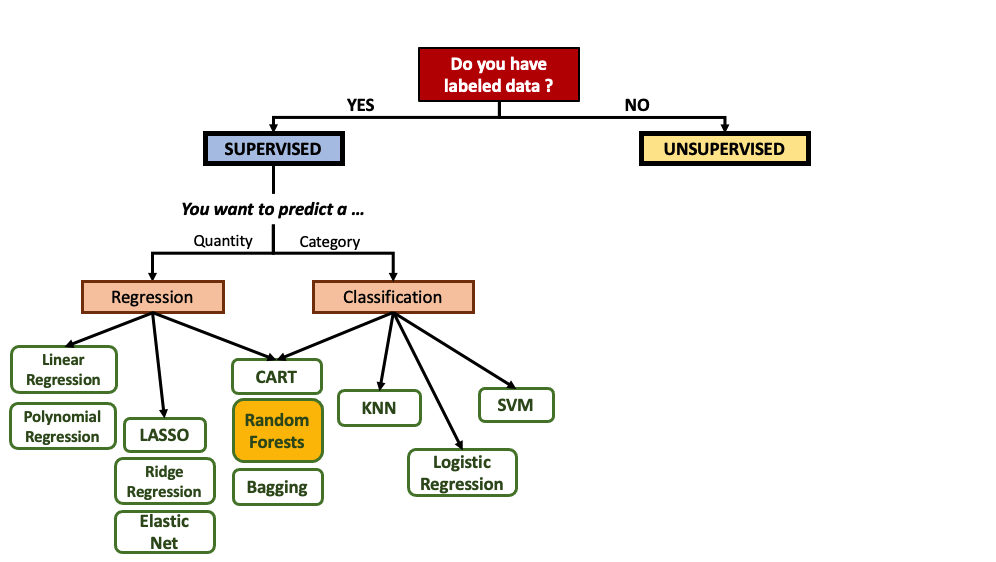 Do you have
labeled data ?
YES
NO
SUPERVISED
UNSUPERVISED
You want to predict a ...
Quantity
Category
Regression
Classification
Linear
Regression
Polynomial
Regression
LASSO
Ridge
Regression
Elastic
Net
CART
Random
Forests
Bagging
KNN
Logistic
Regression
SVM